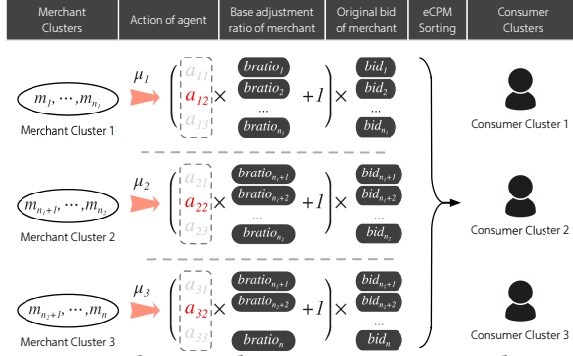 Merchant Clusters
Action of agent
Base adjustment ratio of merchant
Original bid of merchant
eCPM Sorting
Consumer Clusters
m₁, ···, mₙ₁
Merchant Cluster 1
μ₁
a₁₁
a₁₂
a₁₃
×
bratio₁
bratio₂
...
bratioₙ₁
+1
×
bid₁
bid₂
...
bidₙ₁
Consumer Cluster 1
mₙ₁₊₁, ···, mₙ₂
Merchant Cluster 2
μ₂
a₂₁
a₂₂
a₂₃
×
bratioₙ₁₊₁
bratioₙ₁₊₂
...
bratioₙ₂
+1
×
bidₙ₁₊₁
bidₙ₁₊₂
...
bidₙ₂
Consumer Cluster 2
mₙ₂₊₁, ···, mₙ
Merchant Cluster 3
μ₃
a₃₁
a₃₂
a₃₃
×
bratioₙ₂₊₁
bratioₙ₂₊₂
bratioₙ
+1
×
bidₙ₂₊₁
bidₙ₂₊₂
...
bidₙ
Consumer Cluster 3